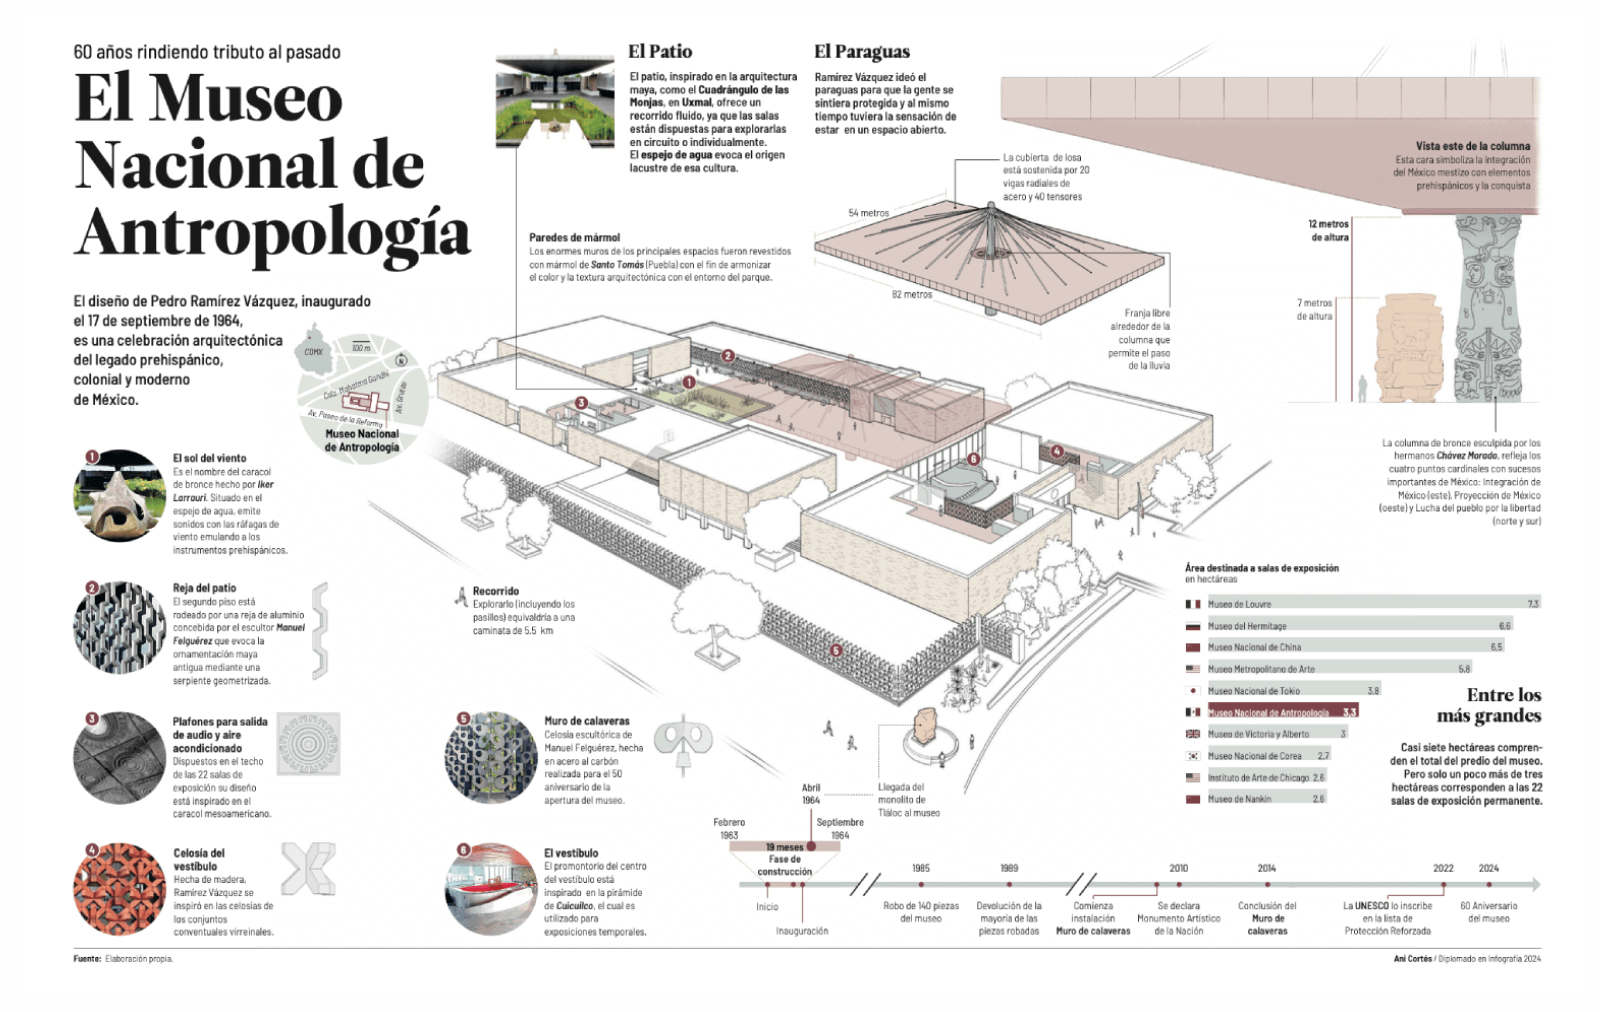 60 años rindiendo tributo al pasado
El Museo
Nacional de
Antropología
El diseño de Pedro Ramírez Vázquez, inaugurado
el 17 de septiembre de 1964,
es una celebración arquitectónica
del legado prehispánico,
colonial y moderno
de México.
CDMX
100 m
N
Calz. Mahatma Gandhi
Av. Grutas
Av. Paseo de la Reforma
Museo Nacional
de Antropología
El Patio
El patio, inspirado en la arquitectura
maya, como el Cuadrángulo de las
Monjas, en Uxmal, ofrece un
recorrido fluido, ya que las salas
están dispuestas para explorarlas
en circuito o individualmente.
El espejo de agua evoca el origen
lacustre de esa cultura.
Paredes de mármol
Los enormes muros de los principales espacios fueron revestidos
con mármol de Santo Tomás (Puebla) con el fin de armonizar
el color y la textura arquitectónica con el entorno del parque.
El Paraguas
Ramírez Vázquez ideó el
paraguas para que la gente se
sintiera protegida y al mismo
tiempo tuviera la sensación de
estar en un espacio abierto.
La cubierta de losa
está sostenida por 20
vigas radiales de
acero y 40 tensores
54 metros
82 metros
Franja libre
alrededor de la
columna que
permite el paso
de la lluvia
Vista este de la columna
Esta cara simboliza la integración
del México mestizo con elementos
prehispánicos y la conquista
12 metros
de altura
7 metros
de altura
La columna de bronce esculpida por los
hermanos Chávez Morado, refleja los
cuatro puntos cardinales con sucesos
importantes de México: Integración de
México (este), Proyección de México
(oeste) y Lucha del pueblo por la libertad
(norte y sur)
1
2
3
4
5
6
1
El sol del viento
Es el nombre del caracol
de bronce hecho por Iker
Larrauri. Situado en el
espejo de agua, emite
sonidos con las ráfagas de
viento emulando a los
instrumentos prehispánicos.
2
Reja del patio
El segundo piso está
rodeado por una reja de aluminio
concebida por el escultor Manuel
Felguérez que evoca la
ornamentación maya
antigua mediante una
serpiente geometrizada.
3
Plafones para salida
de audio y aire
acondicionado
Dispuestos en el techo
de las 22 salas de
exposición su diseño
está inspirado en el
caracol mesoamericano.
4
Celosía del
vestíbulo
Hecha de madera,
Ramírez Vázquez se
inspiró en las celosías de
los conjuntos
conventuales virreinales.
Recorrido
Explorarlo (incluyendo los
pasillos) equivaldría a una
caminata de 5.5 km
5
Muro de calaveras
Celosía escultórica de
Manuel Felguérez, hecha
en acero al carbón
realizada para el 50
aniversario de la
apertura del museo.
6
El vestíbulo
El promontorio del centro
del vestíbulo está
inspirado en la pirámide
de Cuicuilco, el cual es
utilizado para
exposiciones temporales.
Área destinada a salas de exposición
en hectáreas
Museo de Louvre 7,3
Museo del Hermitage 6,6
Museo Nacional de China 6,5
Museo Metropolitano de Arte 5,8
Museo Nacional de Tokio 3,8
Museo Nacional de Antropología 3,3
Museo de Victoria y Alberto 3
Museo Nacional de Corea 2,7
Instituto de Arte de Chicago 2,6
Museo de Nankín 2,6
Entre los
más grandes
Casi siete hectáreas compren-
den el total del predio del museo.
Pero solo un poco más de tres
hectáreas corresponden a las 22
salas de exposición permanente.
Abril
1964
Llegada del
monolito de
Tláloc al museo
Febrero
1963
Septiembre
1964
19 meses
Fase de
construcción
Inicio
Inauguración
1985
Robo de 140 piezas
del museo
1989
Devolución de la
mayoría de las
piezas robadas
Comienza
instalación
Muro de calaveras
2010
Se declara
Monumento Artístico
de la Nación
2014
Conclusión del
Muro de
calaveras
2022
La UNESCO lo inscribe
en la lista de
Protección Reforzada
2024
60 Aniversario
del museo
Fuente: Elaboración propia.
Ani Cortés / Diplomado en Infografía 2024